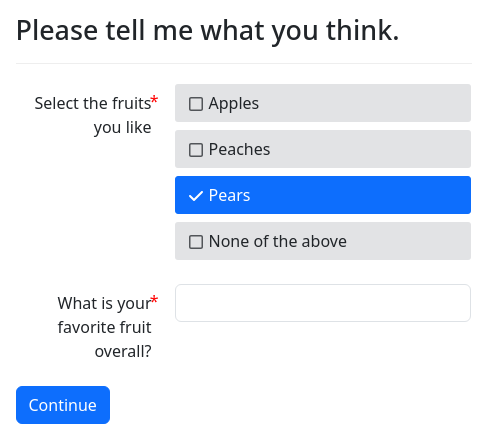 Please tell me what you think.
Select the fruits*
you like
Apples
Peaches
Pears
None of the above
What is your*
favorite fruit
overall?
Continue